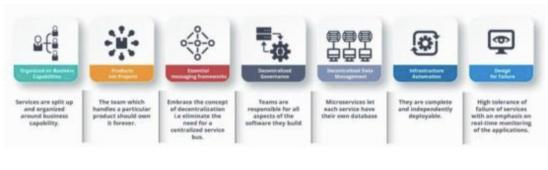 Organized on Business
Capabilities
Products
Not Projects
Essential
messaging frameworks
Decentralized
Governance
Decentralized Data
Management
Infrastructure
Automation
Design
for Failure
Services are split up
and organized
around business
capability.
The team which
handles a particular
product should own
it forever.
Embrace the concept
of decentralization
i.e eliminate the
need for a
centralized service
bus.
Teams are
responsible for all
aspects of the
software they build
Microservices let
each service have
their own database
They are complete
and independently
deployable.
High tolerance of
failure of services
with an emphasis on
real-time monitoring
of the applications.